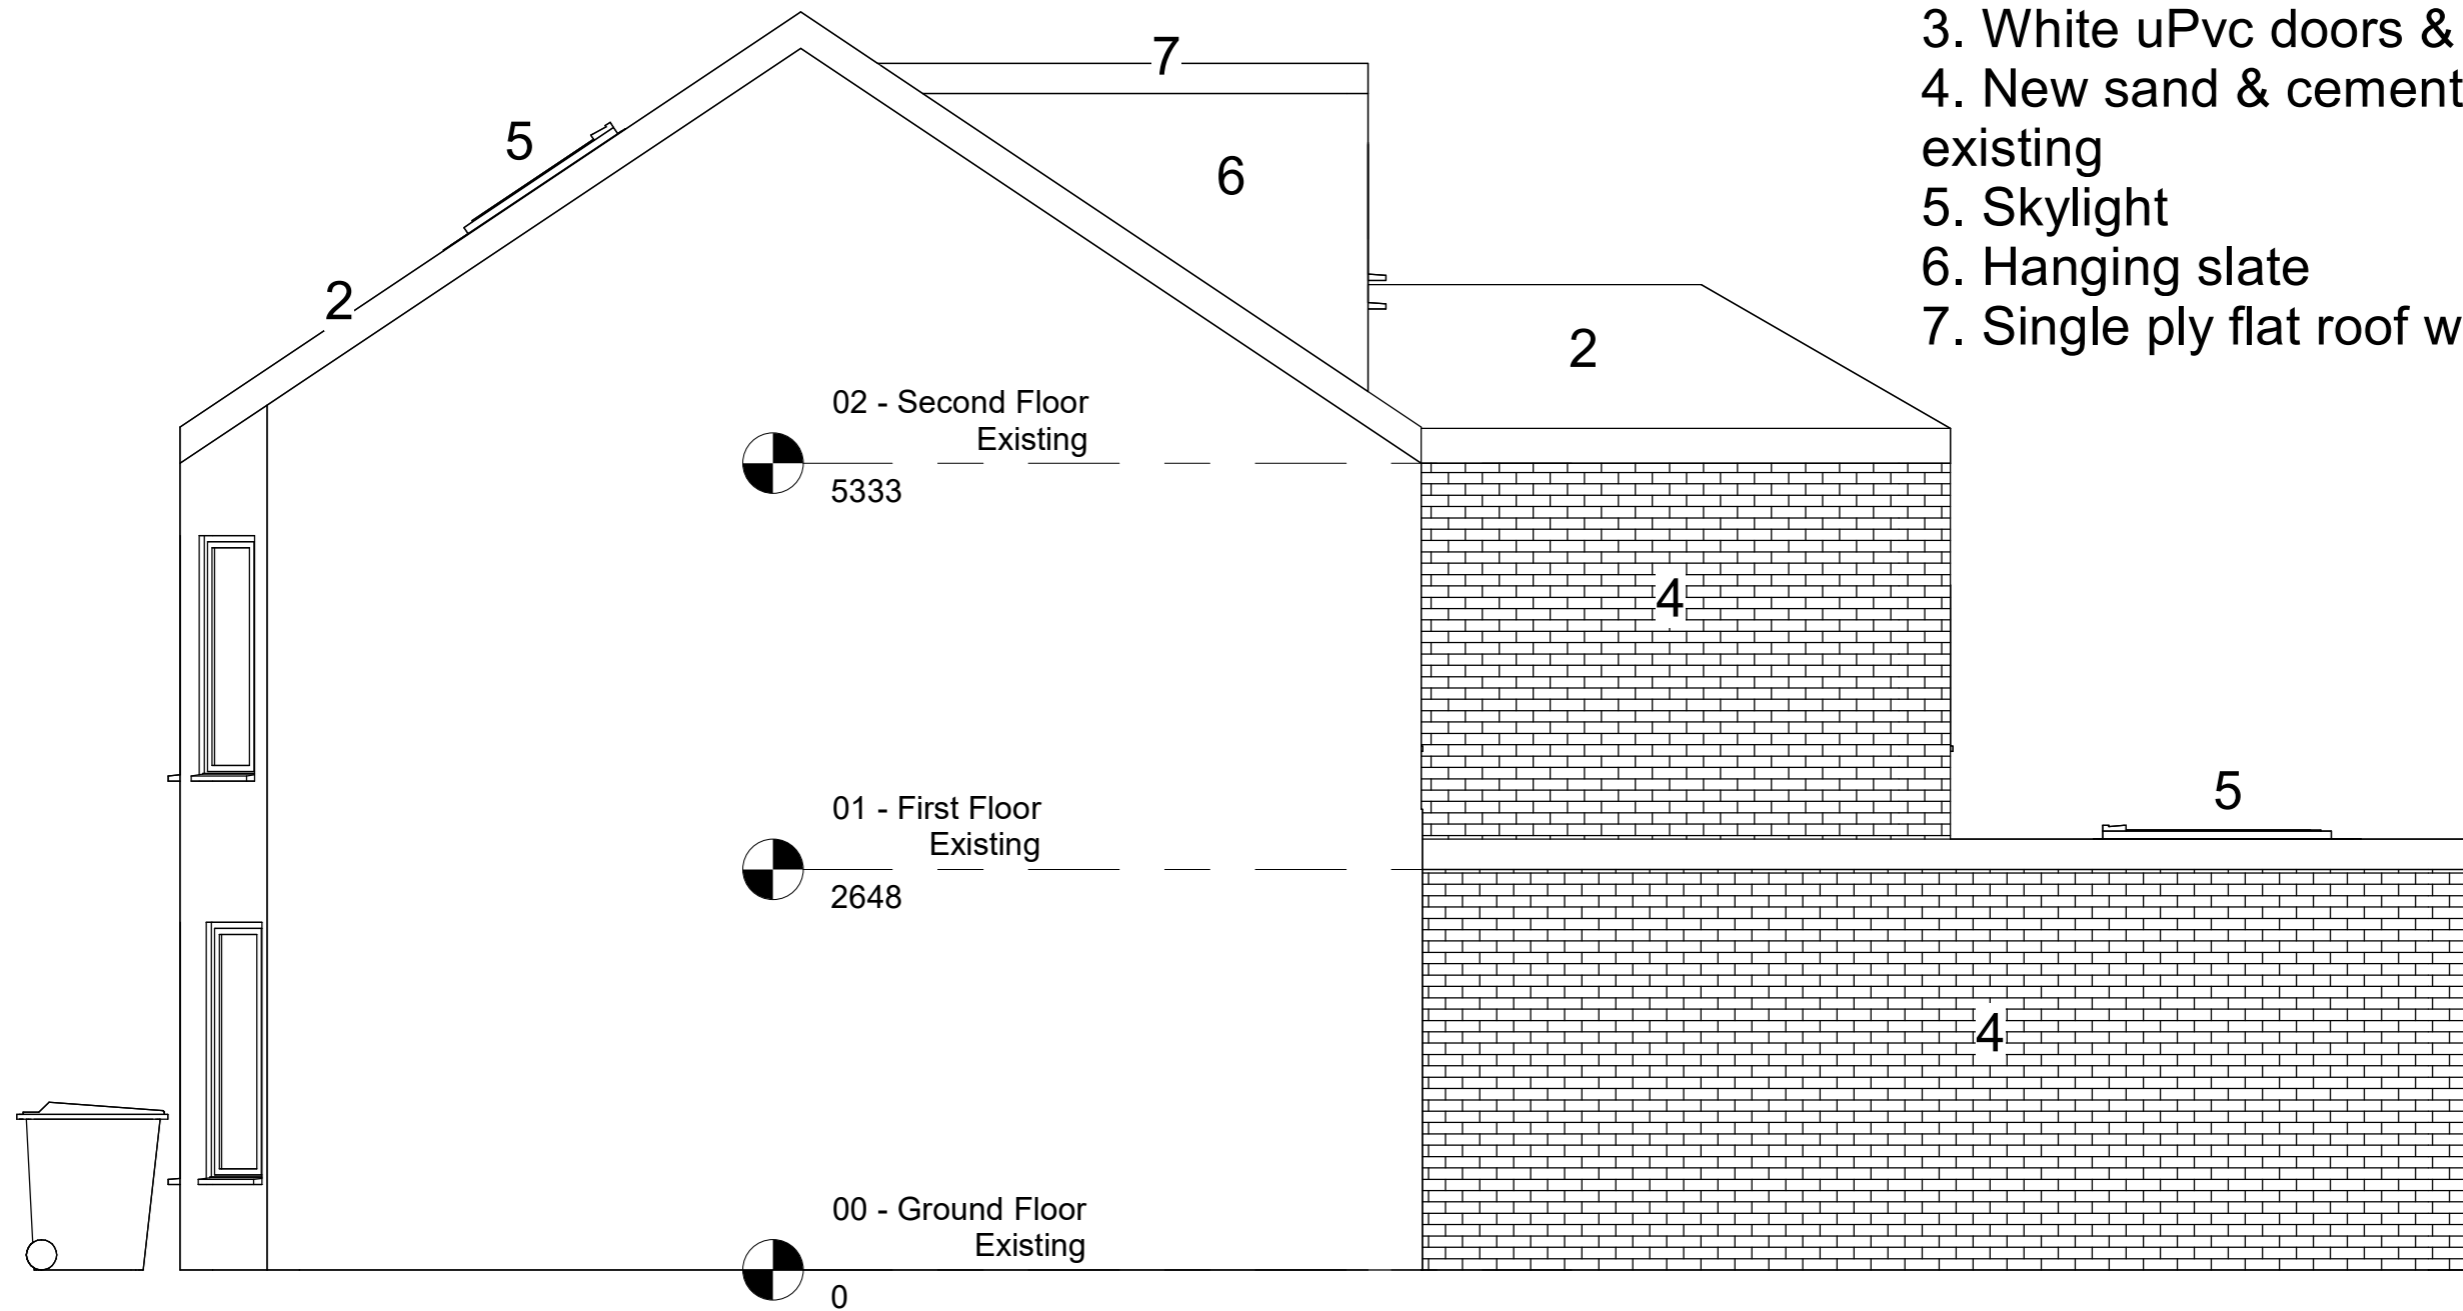 3. White uPvc doors &
4. New sand & cement
existing
5. Skylight
6. Hanging slate
7. Single ply flat roof w
7
5
6
2
2
02 - Second Floor
Existing
5333
4
5
01 - First Floor
Existing
2648
4
00 - Ground Floor
Existing
0